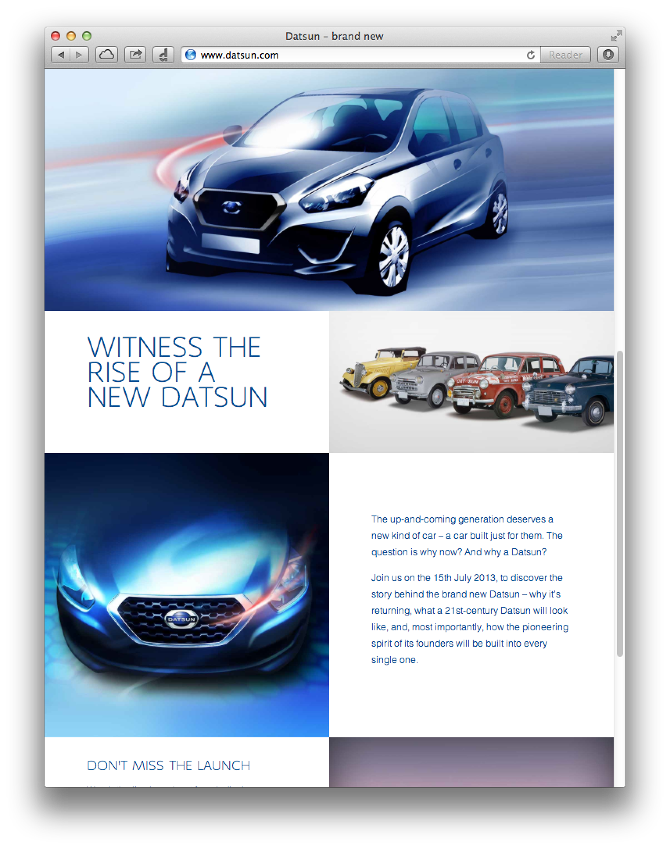 Datsun – brand new
www.datsun.com
Reader
WITNESS THE
RISE OF A
NEW DATSUN
DATSUN
DATSUN
The up-and-coming generation deserves a
new kind of car – a car built just for them. The
question is why now? And why a Datsun?
Join us on the 15th July 2013, to discover the
story behind the brand new Datsun – why it's
returning, what a 21st-century Datsun will look
like, and, most importantly, how the pioneering
spirit of its founders will be built into every
single one.
DON'T MISS THE LAUNCH